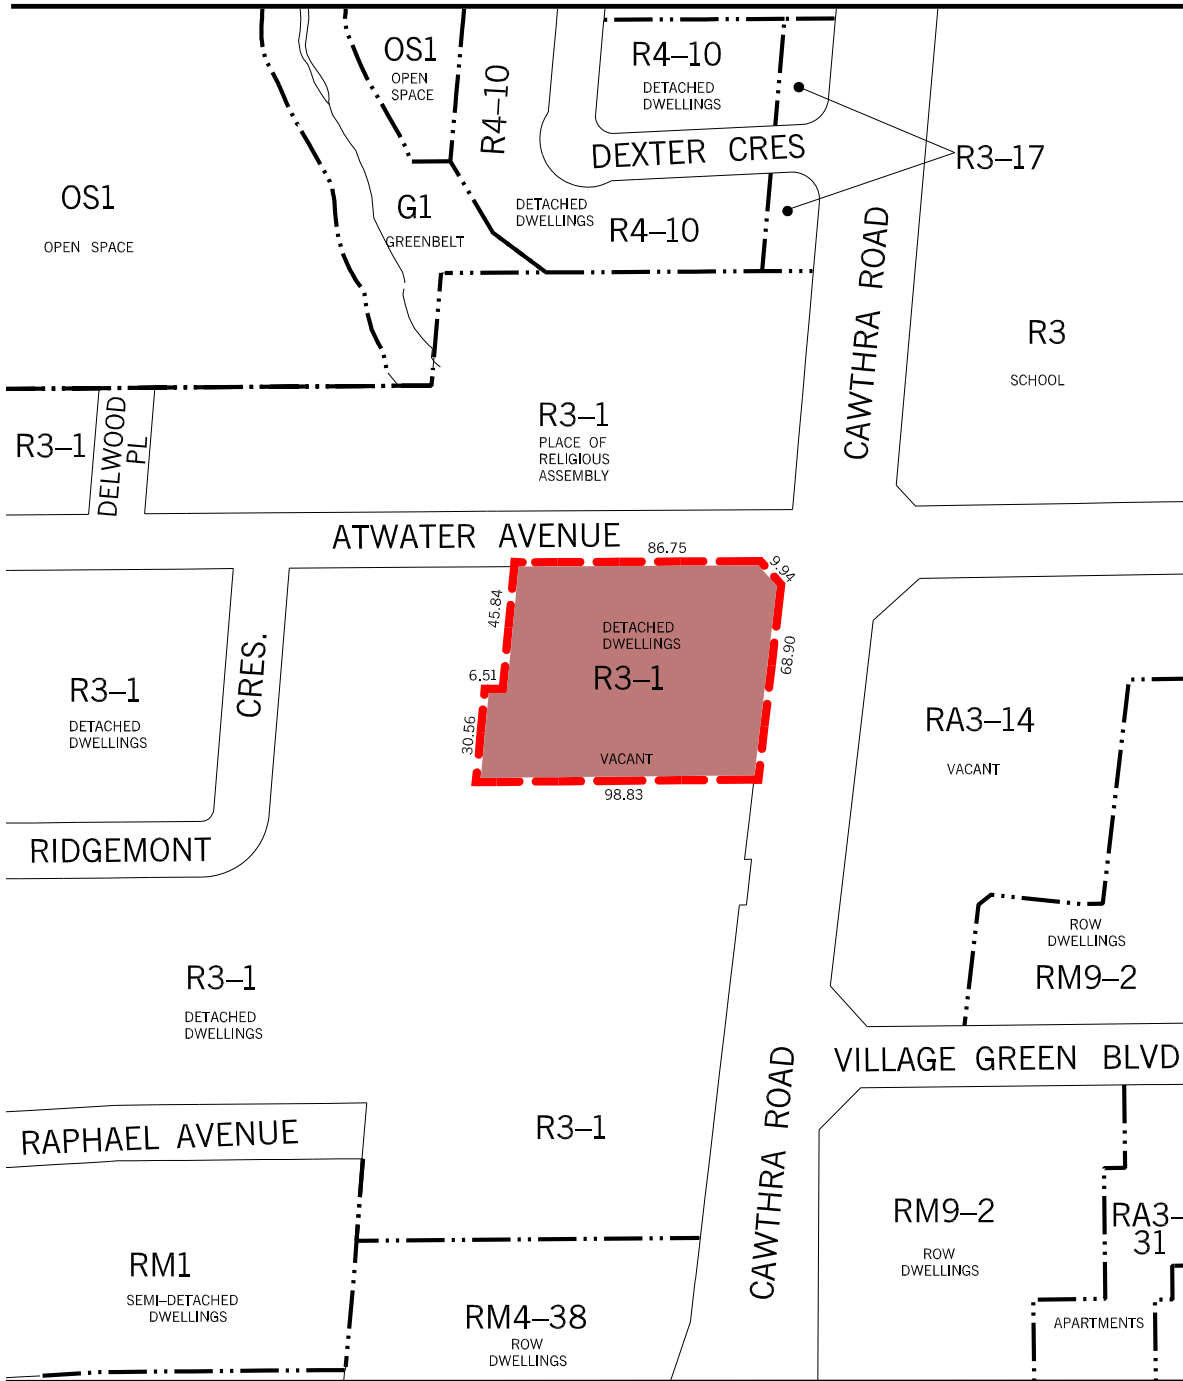 OS1
OPEN
SPACE
R4–10
R4–10
DETACHED
DWELLINGS
DEXTER CRES
R3–17
OS1
OPEN SPACE
G1
GREENBELT
DETACHED
DWELLINGS
R4–10
CAWTHRA ROAD
R3
SCHOOL
R3–1
DELWOOD
PL
R3–1
PLACE OF
RELIGIOUS
ASSEMBLY
ATWATER AVENUE
86.75
9.94
45.84
DETACHED
DWELLINGS
R3–1
68.90
6.51
30.56
VACANT
98.83
CRES.
R3–1
DETACHED
DWELLINGS
RA3–14
VACANT
RIDGEMONT
ROW
DWELLINGS
RM9–2
R3–1
DETACHED
DWELLINGS
VILLAGE GREEN BLVD
CAWTHRA ROAD
R3–1
RAPHAEL AVENUE
RM9–2
ROW
DWELLINGS
RA3–
31
RM1
SEMI–DETACHED
DWELLINGS
RM4–38
ROW
DWELLINGS
APARTMENTS